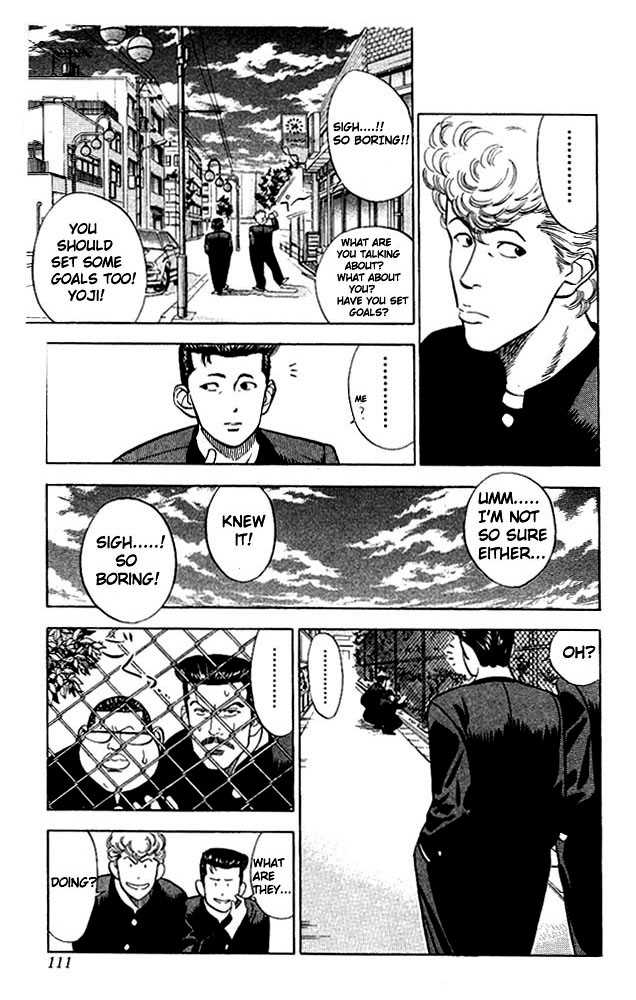 SIGH....!!
SO BORING!!
YOU
SHOULD
SET SOME
GOALS TOO!
YOJI!
WHAT ARE
YOU TALKING
ABOUT?
WHAT ABOUT
YOU?
HAVE YOU SET
GOALS?
..........
..........
ME
?
UMM.....
I'M NOT
SO SURE
EITHER...
KNEW
IT!
SIGH.....!
SO
BORING!
OH?
..........
..........
WHAT
ARE
THEY...
DOING?
111